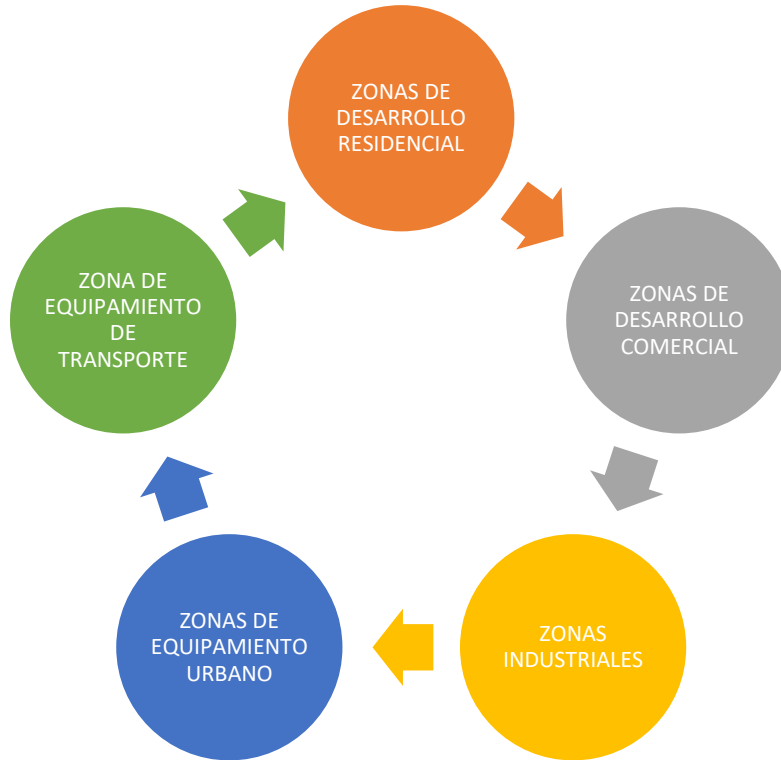 ZONAS DE
DESARROLLO
RESIDENCIAL
ZONAS DE
DESARROLLO
COMERCIAL
ZONAS
INDUSTRIALES
ZONAS DE
EQUIPAMIENTO
URBANO
ZONA DE
EQUIPAMIENTO
DE
TRANSPORTE